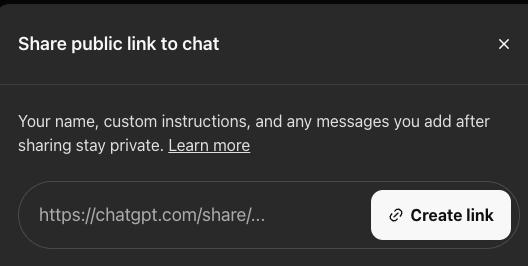 Share public link to chat
Your name, custom instructions, and any messages you add after
sharing stay private. Learn more
https://chatgpt.com/share/...
Create link